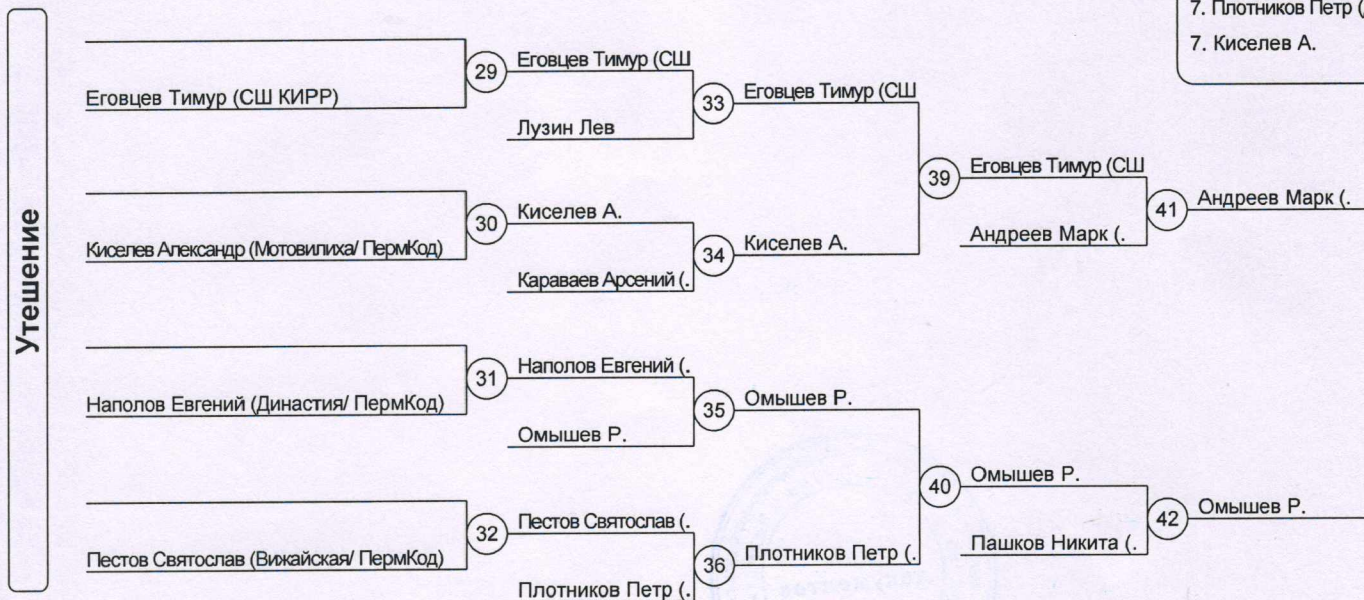 7. Плотников Петр (
7. Киселев А.
Утешение
Еговцев Тимур (СШ КИРР)
29
Еговцев Тимур (СШ
Лузин Лев
33
Еговцев Тимур (СШ
Киселев Александр (Мотовилиха/ ПермКод)
30
Киселев А.
Караваев Арсений (.
34
Киселев А.
39
Еговцев Тимур (СШ
Андреев Марк (.
41
Андреев Марк (.
Наполов Евгений (Династия/ ПермКод)
31
Наполов Евгений (.
Омышев Р.
35
Омышев Р.
Пестов Святослав (Вижайская/ ПермКод)
32
Пестов Святослав (.
Плотников Петр (.
36
Плотников Петр (.
40
Омышев Р.
Пашков Никита (.
42
Омышев Р.